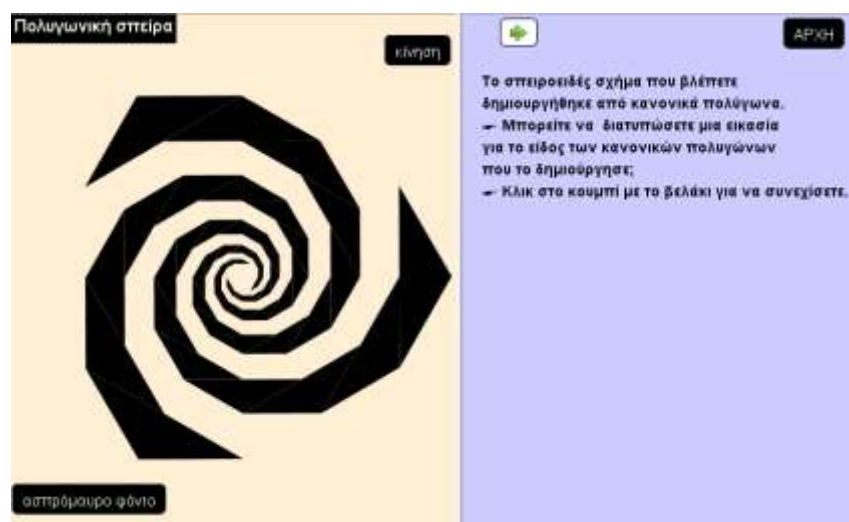 Πολυγωνική σπείρα
κίνηση
ΑΡΧΗ
Το σπειροειδές σχήμα που βλέπετε
δημιουργήθηκε από κανονικά πολύγωνα.
☛ Μπορείτε να διατυπώσετε μια εικασία
για το είδος των κανονικών πολυγώνων
που το δημιούργησε;
☛ Κλικ στο κουμπί με το βελάκι για να συνεχίσετε.
ασπρόμαυρο φόντο